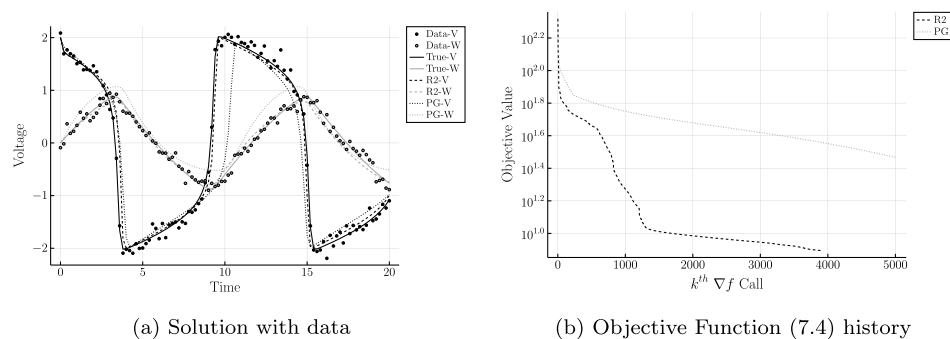 2
1
0
−1
−2
Voltage
0
5
10
15
20
Time
Data-V
Data-W
True-V
True-W
R2-V
R2-W
PG-V
PG-W
10^2.2
10^2.0
10^1.8
10^1.6
10^1.4
10^1.2
10^1.0
Objective Value
0
1000
2000
3000
4000
5000
k^th ∇f Call
R2
PG
(a) Solution with data
(b) Objective Function (7.4) history